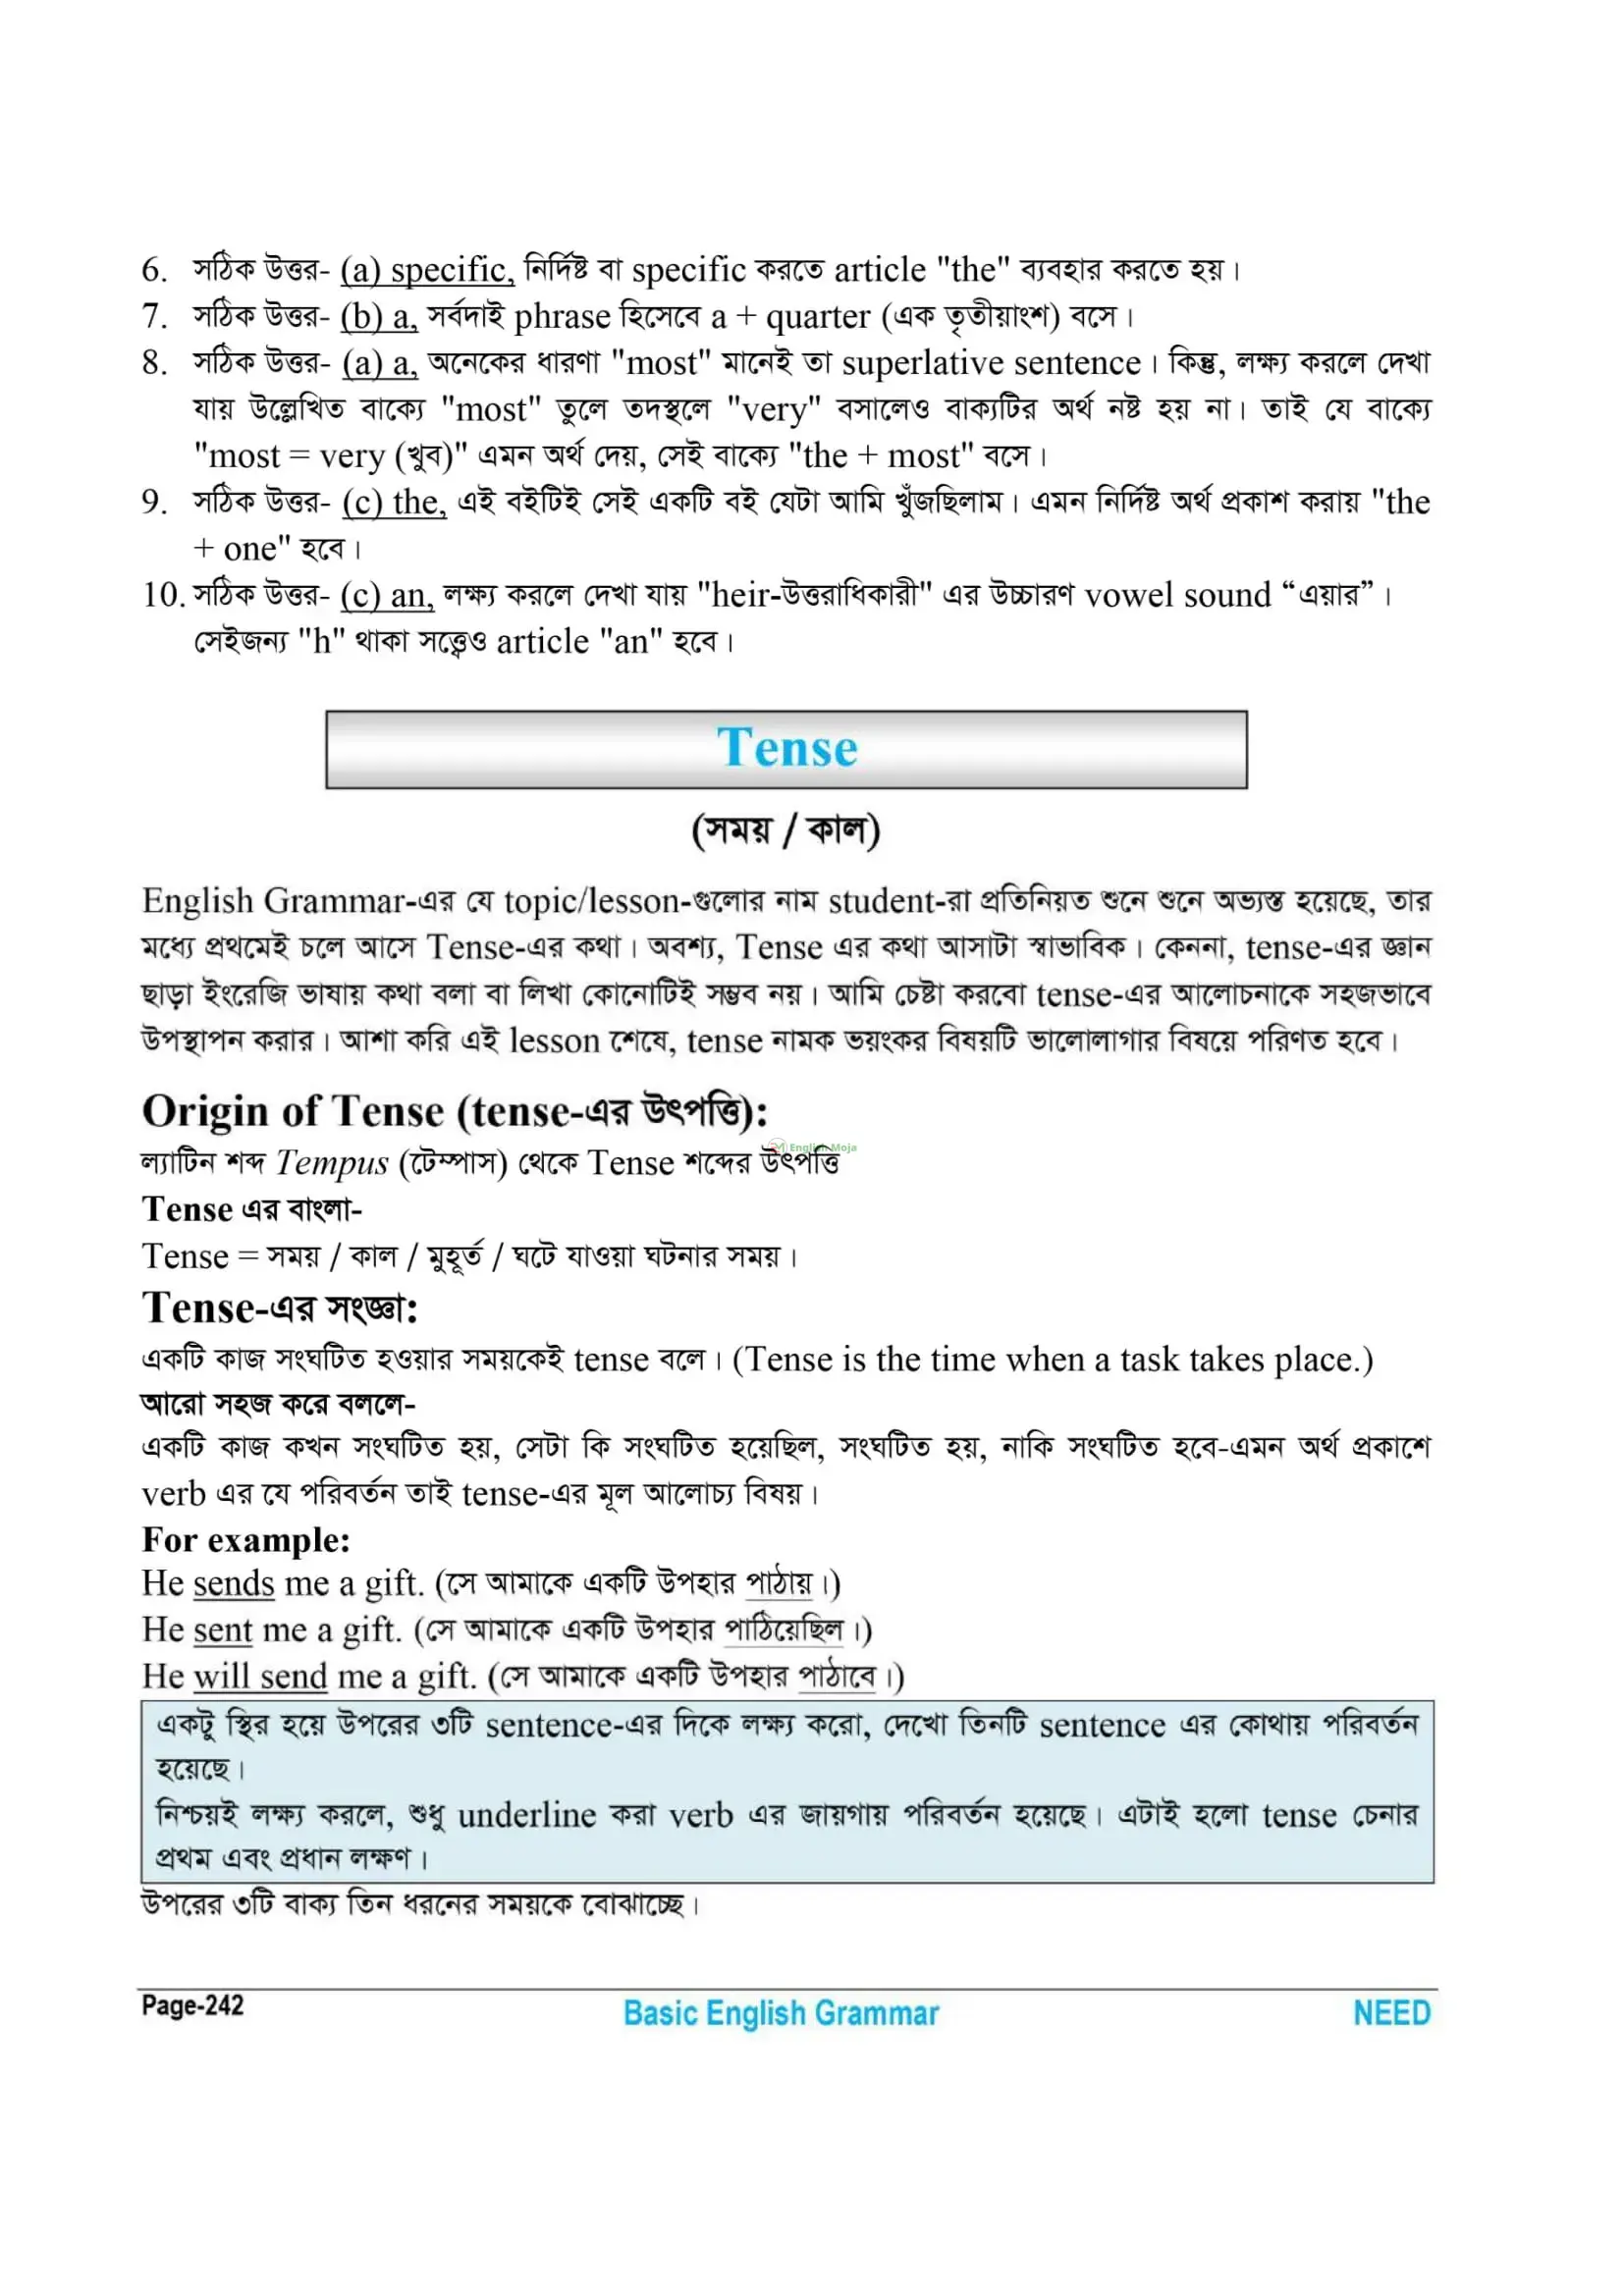 6. সঠিক উত্তর- (a) specific, নির্দিষ্ট বা specific করতে article "the" ব্যবহার করতে হয়।
7. সঠিক উত্তর- (b) a, সর্বদাই phrase হিসেবে a + quarter (এক তৃতীয়াংশ) বসে।
8. সঠিক উত্তর- (a) a, অনেকের ধারণা "most" মানেই তা superlative sentence। কিন্তু, লক্ষ্য করলে দেখা
যায় উল্লেখিত বাক্যে "most" তুলে তদস্থলে "very" বসালেও বাক্যটির অর্থ নষ্ট হয় না। তাই যে বাক্যে
"most = very (খুব)" এমন অর্থ দেয়, সেই বাক্যে "the + most" বসে।
9. সঠিক উত্তর- (c) the, এই বইটিই সেই একটি বই যেটা আমি খুঁজছিলাম। এমন নির্দিষ্ট অর্থ প্রকাশ করায় "the
+ one" হবে।
10. সঠিক উত্তর- (c) an, লক্ষ্য করলে দেখা যায় "heir-উত্তরাধিকারী" এর উচ্চারণ vowel sound “এয়ার”।
সেইজন্য "h" থাকা সত্ত্বেও article "an" হবে।
Tense
(সময় / কাল)
English Grammar-এর যে topic/lesson-গুলোর নাম student-রা প্রতিনিয়ত শুনে শুনে অভ্যস্ত হয়েছে, তার
মধ্যে প্রথমেই চলে আসে Tense-এর কথা। অবশ্য, Tense এর কথা আসাটা স্বাভাবিক। কেননা, tense-এর জ্ঞান
ছাড়া ইংরেজি ভাষায় কথা বলা বা লিখা কোনোটিই সম্ভব নয়। আমি চেষ্টা করবো tense-এর আলোচনাকে সহজভাবে
উপস্থাপন করার। আশা করি এই lesson শেষে, tense নামক ভয়ংকর বিষয়টি ভালোলাগার বিষয়ে পরিণত হবে।
Origin of Tense (tense-এর উৎপত্তি):
English Moja
ল্যাটিন শব্দ Tempus (টেম্পাস) থেকে Tense শব্দের উৎপত্তি
Tense এর বাংলা-
Tense = সময় / কাল / মুহূর্ত / ঘটে যাওয়া ঘটনার সময়।
Tense-এর সংজ্ঞা:
একটি কাজ সংঘটিত হওয়ার সময়কেই tense বলে। (Tense is the time when a task takes place.)
আরো সহজ করে বললে-
একটি কাজ কখন সংঘটিত হয়, সেটা কি সংঘটিত হয়েছিল, সংঘটিত হয়, নাকি সংঘটিত হবে-এমন অর্থ প্রকাশে
verb এর যে পরিবর্তন তাই tense-এর মূল আলোচ্য বিষয়।
For example:
He sends me a gift. (সে আমাকে একটি উপহার পাঠায়।)
He sent me a gift. (সে আমাকে একটি উপহার পাঠিয়েছিল।)
He will send me a gift. (সে আমাকে একটি উপহার পাঠাবে।)
একটু স্থির হয়ে উপরের ৩টি sentence-এর দিকে লক্ষ্য করো, দেখো তিনটি sentence এর কোথায় পরিবর্তন
হয়েছে।
নিশ্চয়ই লক্ষ্য করলে, শুধু underline করা verb এর জায়গায় পরিবর্তন হয়েছে। এটাই হলো tense চেনার
প্রথম এবং প্রধান লক্ষণ।
উপরের ৩টি বাক্য তিন ধরনের সময়কে বোঝাচ্ছে।
Page-242 Basic English Grammar NEED